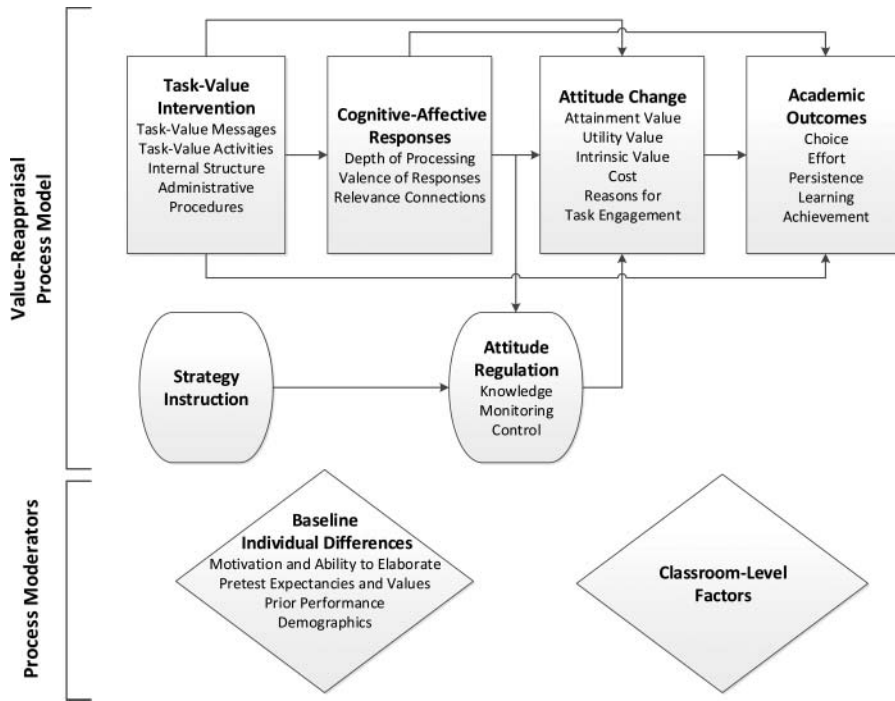 Value-Reappraisal
Process Model
Task-Value
Intervention
Task-Value Messages
Task-Value Activities
Internal Structure
Administrative
Procedures
Cognitive-Affective
Responses
Depth of Processing
Valence of Responses
Relevance Connections
Attitude Change
Attainment Value
Utility Value
Intrinsic Value
Cost
Reasons for
Task Engagement
Academic
Outcomes
Choice
Effort
Persistence
Learning
Achievement
Strategy
Instruction
Attitude
Regulation
Knowledge
Monitoring
Control
Process Moderators
Baseline
Individual Differences
Motivation and Ability to Elaborate
Pretest Expectancies and Values
Prior Performance
Demographics
Classroom-Level
Factors